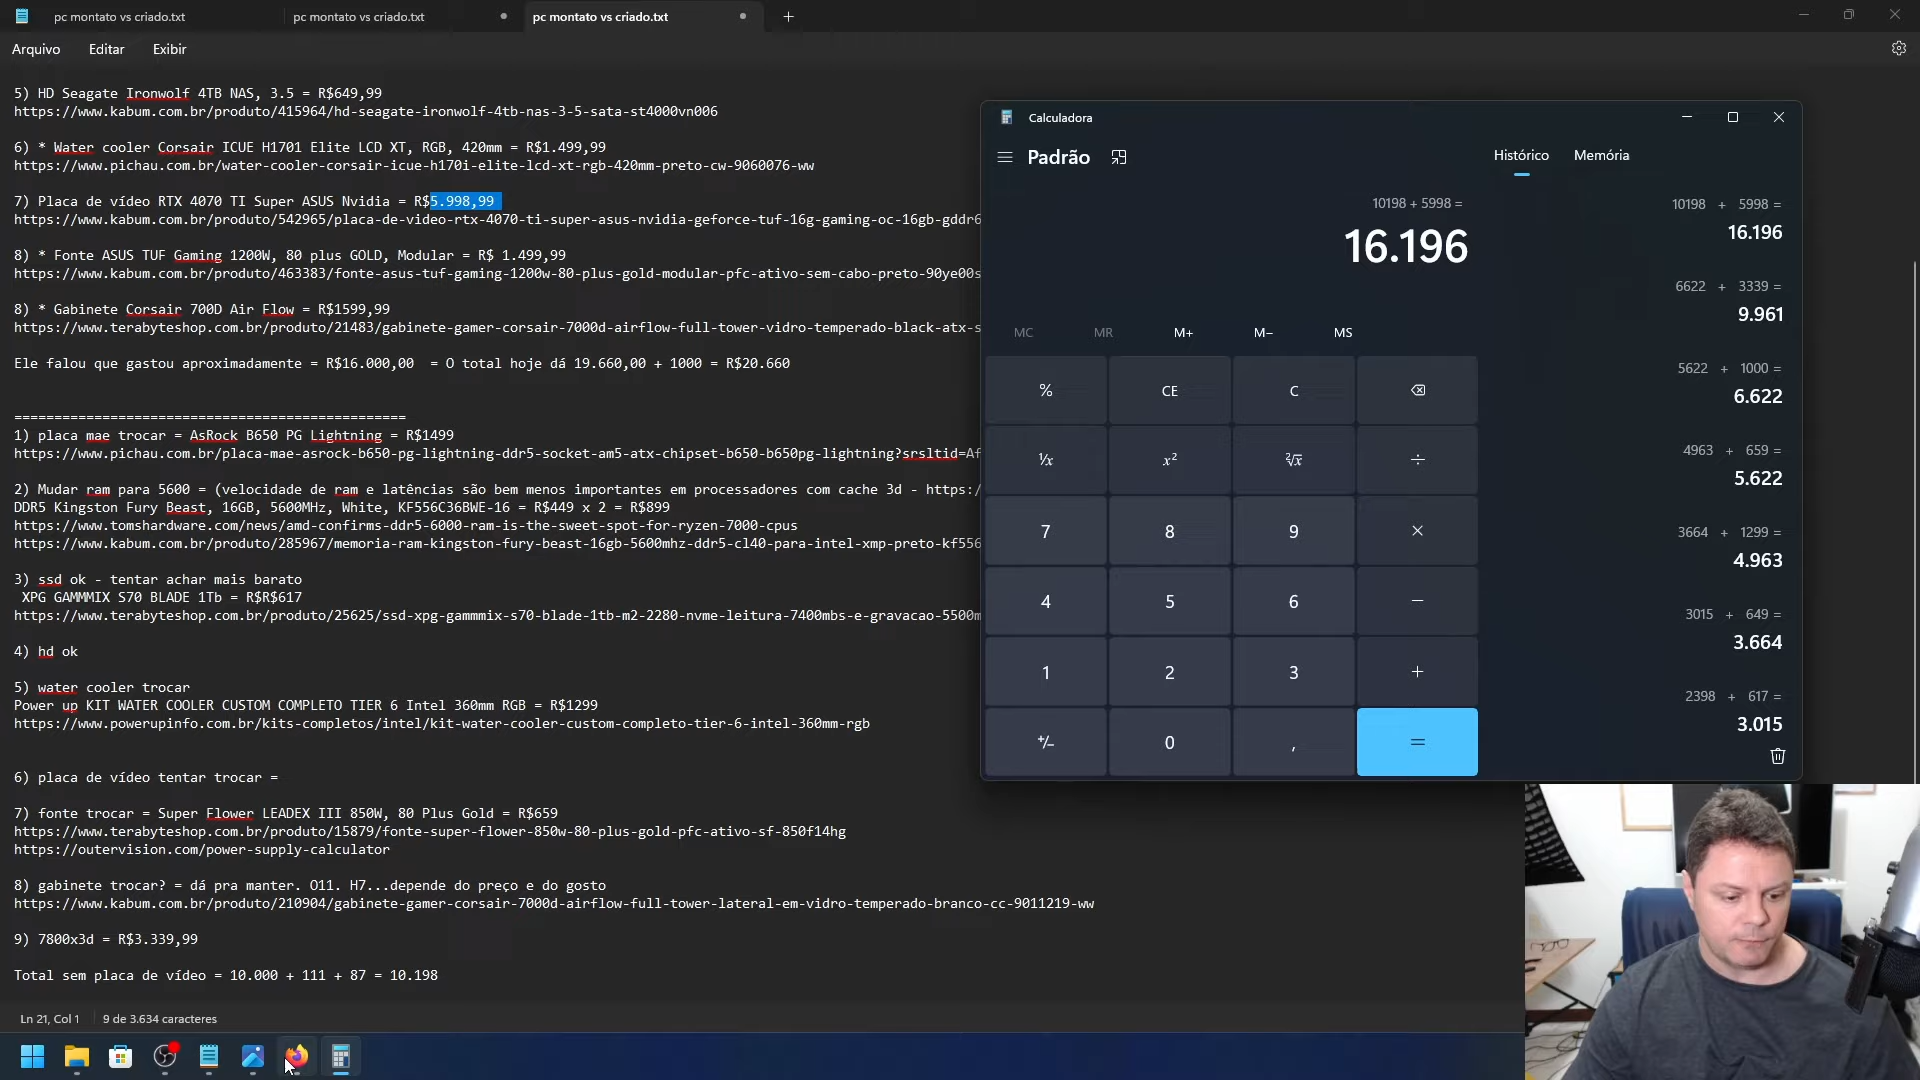 pc montato vs criado.txt
pc montato vs criado.txt
pc montato vs criado.txt
Arquivo
Editar
Exibir
5) HD Seagate Ironwolf 4TB NAS, 3.5 = R$649,99
https://www.kabum.com.br/produto/415964/hd-seagate-ironwolf-4tb-nas-3-5-sata-st4000vn006
6) * Water cooler Corsair ICUE H1701 Elite LCD XT, RGB, 420mm = R$1.499,99
https://www.pichau.com.br/water-cooler-corsair-icue-h170i-elite-lcd-xt-rgb-420mm-preto-cw-9060076-ww
7) Placa de vídeo RTX 4070 TI Super ASUS Nvidia = R$5.998,99
https://www.kabum.com.br/produto/542965/placa-de-video-rtx-4070-ti-super-asus-nvidia-geforce-tuf-16g-gaming-oc-16gb-gddr6
8) * Fonte ASUS TUF Gaming 1200W, 80 plus GOLD, Modular = R$ 1.499,99
https://www.kabum.com.br/produto/463383/fonte-asus-tuf-gaming-1200w-80-plus-gold-modular-pfc-ativo-sem-cabo-preto-90ye00s
8) * Gabinete Corsair 700D Air Flow = R$1599,99
https://www.terabyteshop.com.br/produto/21483/gabinete-gamer-corsair-7000d-airflow-full-tower-vidro-temperado-black-atx-s
Ele falou que gastou aproximadamente = R$16.000,00  = O total hoje dá 19.660,00 + 1000 = R$20.660
=================================================
1) placa mae trocar = AsRock B650 PG Lightning = R$1499
https://www.pichau.com.br/placa-mae-asrock-b650-pg-lightning-ddr5-socket-am5-atx-chipset-b650-b650pg-lightning?srsltid=Af
2) Mudar ram para 5600 = (velocidade de ram e latências são bem menos importantes em processadores com cache 3d - https:/
DDR5 Kingston Fury Beast, 16GB, 5600MHz, White, KF556C36BWE-16 = R$449 x 2 = R$899
https://www.tomshardware.com/news/amd-confirms-ddr5-6000-ram-is-the-sweet-spot-for-ryzen-7000-cpus
https://www.kabum.com.br/produto/285967/memoria-ram-kingston-fury-beast-16gb-5600mhz-ddr5-cl40-para-intel-xmp-preto-kf556
3) ssd ok - tentar achar mais barato
XPG GAMMMIX S70 BLADE 1Tb = R$R$617
https://www.terabyteshop.com.br/produto/25625/ssd-xpg-gammmix-s70-blade-1tb-m2-2280-nvme-leitura-7400mbs-e-gravacao-5500m
4) hd ok
5) water cooler trocar
Power up KIT WATER COOLER CUSTOM COMPLETO TIER 6 Intel 360mm RGB = R$1299
https://www.powerupinfo.com.br/kits-completos/intel/kit-water-cooler-custom-completo-tier-6-intel-360mm-rgb
6) placa de vídeo tentar trocar =
7) fonte trocar = Super Flower LEADEX III 850W, 80 Plus Gold = R$659
https://www.terabyteshop.com.br/produto/15879/fonte-super-flower-850w-80-plus-gold-pfc-ativo-sf-850f14hg
https://outervision.com/power-supply-calculator
8) gabinete trocar? = dá pra manter. O11. H7...depende do preço e do gosto
https://www.kabum.com.br/produto/210904/gabinete-gamer-corsair-7000d-airflow-full-tower-lateral-em-vidro-temperado-branco-cc-9011219-ww
9) 7800x3d = R$3.339,99
Total sem placa de vídeo = 10.000 + 111 + 87 = 10.198
Ln 21, Col 1
9 de 3.634 caracteres
Calculadora
Padrão
Histórico
Memória
10198 + 5998 =
16.196
MC
MR
M+
M−
MS
%
CE
C
⌫
¹/x
x²
²√x
÷
7
8
9
×
4
5
6
−
1
2
3
+
+/−
0
,
=
10198 + 5998 =
16.196
6622 + 3339 =
9.961
5622 + 1000 =
6.622
4963 + 659 =
5.622
3664 + 1299 =
4.963
3015 + 649 =
3.664
2398 + 617 =
3.015